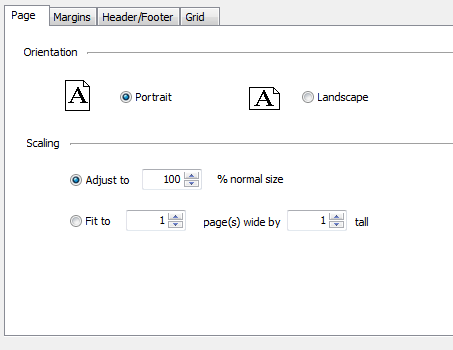 Page Margins Header/Footer Grid
Orientation
A Portrait A Landscape
Scaling
Adjust to 100 % normal size
Fit to 1 page(s) wide by 1 tall